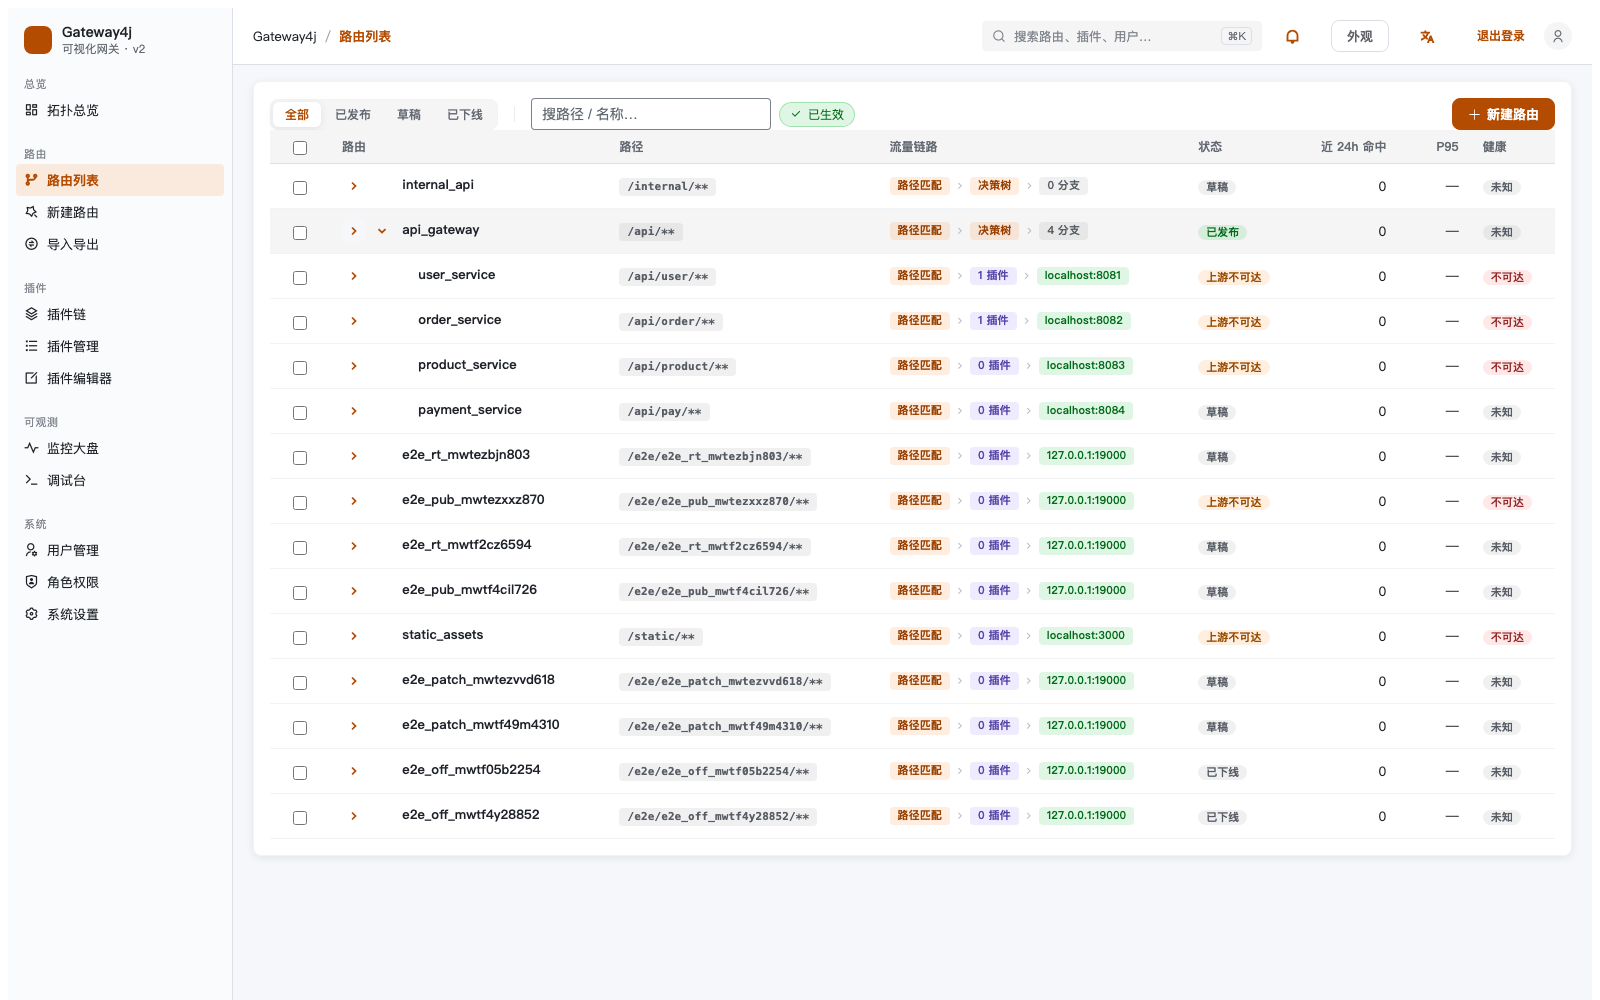 Gateway4j
可视化网关 · v2
总览
拓扑总览
路由
路由列表
新建路由
导入导出
插件
插件链
插件管理
插件编辑器
可观测
监控大盘
调试台
系统
用户管理
角色权限
系统设置
Gateway4j / 路由列表
搜索路由、插件、用户... ⌘K
外观
退出登录
全部 已发布 草稿 已下线
搜路径 / 名称...
已生效
新建路由
路由 路径 流量链路 状态 近 24h 命中 P95 健康
internal_api /internal/** 路径匹配 › 决策树 › 0 分支 草稿 0 — 未知
api_gateway /api/** 路径匹配 › 决策树 › 4 分支 已发布 0 — 未知
user_service /api/user/** 路径匹配 › 1 插件 › localhost:8081 上游不可达 0 — 不可达
order_service /api/order/** 路径匹配 › 1 插件 › localhost:8082 上游不可达 0 — 不可达
product_service /api/product/** 路径匹配 › 0 插件 › localhost:8083 上游不可达 0 — 不可达
payment_service /api/pay/** 路径匹配 › 0 插件 › localhost:8084 草稿 0 — 未知
e2e_rt_mwtezbjn803 /e2e/e2e_rt_mwtezbjn803/** 路径匹配 › 0 插件 › 127.0.0.1:19000 草稿 0 — 未知
e2e_pub_mwtezxxz870 /e2e/e2e_pub_mwtezxxz870/** 路径匹配 › 0 插件 › 127.0.0.1:19000 上游不可达 0 — 不可达
e2e_rt_mwtf2cz6594 /e2e/e2e_rt_mwtf2cz6594/** 路径匹配 › 0 插件 › 127.0.0.1:19000 草稿 0 — 未知
e2e_pub_mwtf4cil726 /e2e/e2e_pub_mwtf4cil726/** 路径匹配 › 0 插件 › 127.0.0.1:19000 草稿 0 — 未知
static_assets /static/** 路径匹配 › 0 插件 › localhost:3000 上游不可达 0 — 不可达
e2e_patch_mwtezvvd618 /e2e/e2e_patch_mwtezvvd618/** 路径匹配 › 0 插件 › 127.0.0.1:19000 草稿 0 — 未知
e2e_patch_mwtf49m4310 /e2e/e2e_patch_mwtf49m4310/** 路径匹配 › 0 插件 › 127.0.0.1:19000 草稿 0 — 未知
e2e_off_mwtf05b2254 /e2e/e2e_off_mwtf05b2254/** 路径匹配 › 0 插件 › 127.0.0.1:19000 已下线 0 — 未知
e2e_off_mwtf4y28852 /e2e/e2e_off_mwtf4y28852/** 路径匹配 › 0 插件 › 127.0.0.1:19000 已下线 0 — 未知